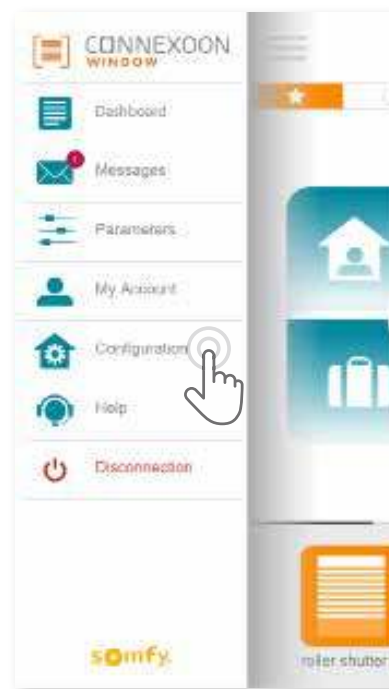 CONNEXOON
WINDOW
Dashboard
Messages
Parameters
My Account
Configuration
Help
Disconnection
somfy.
roller shutter